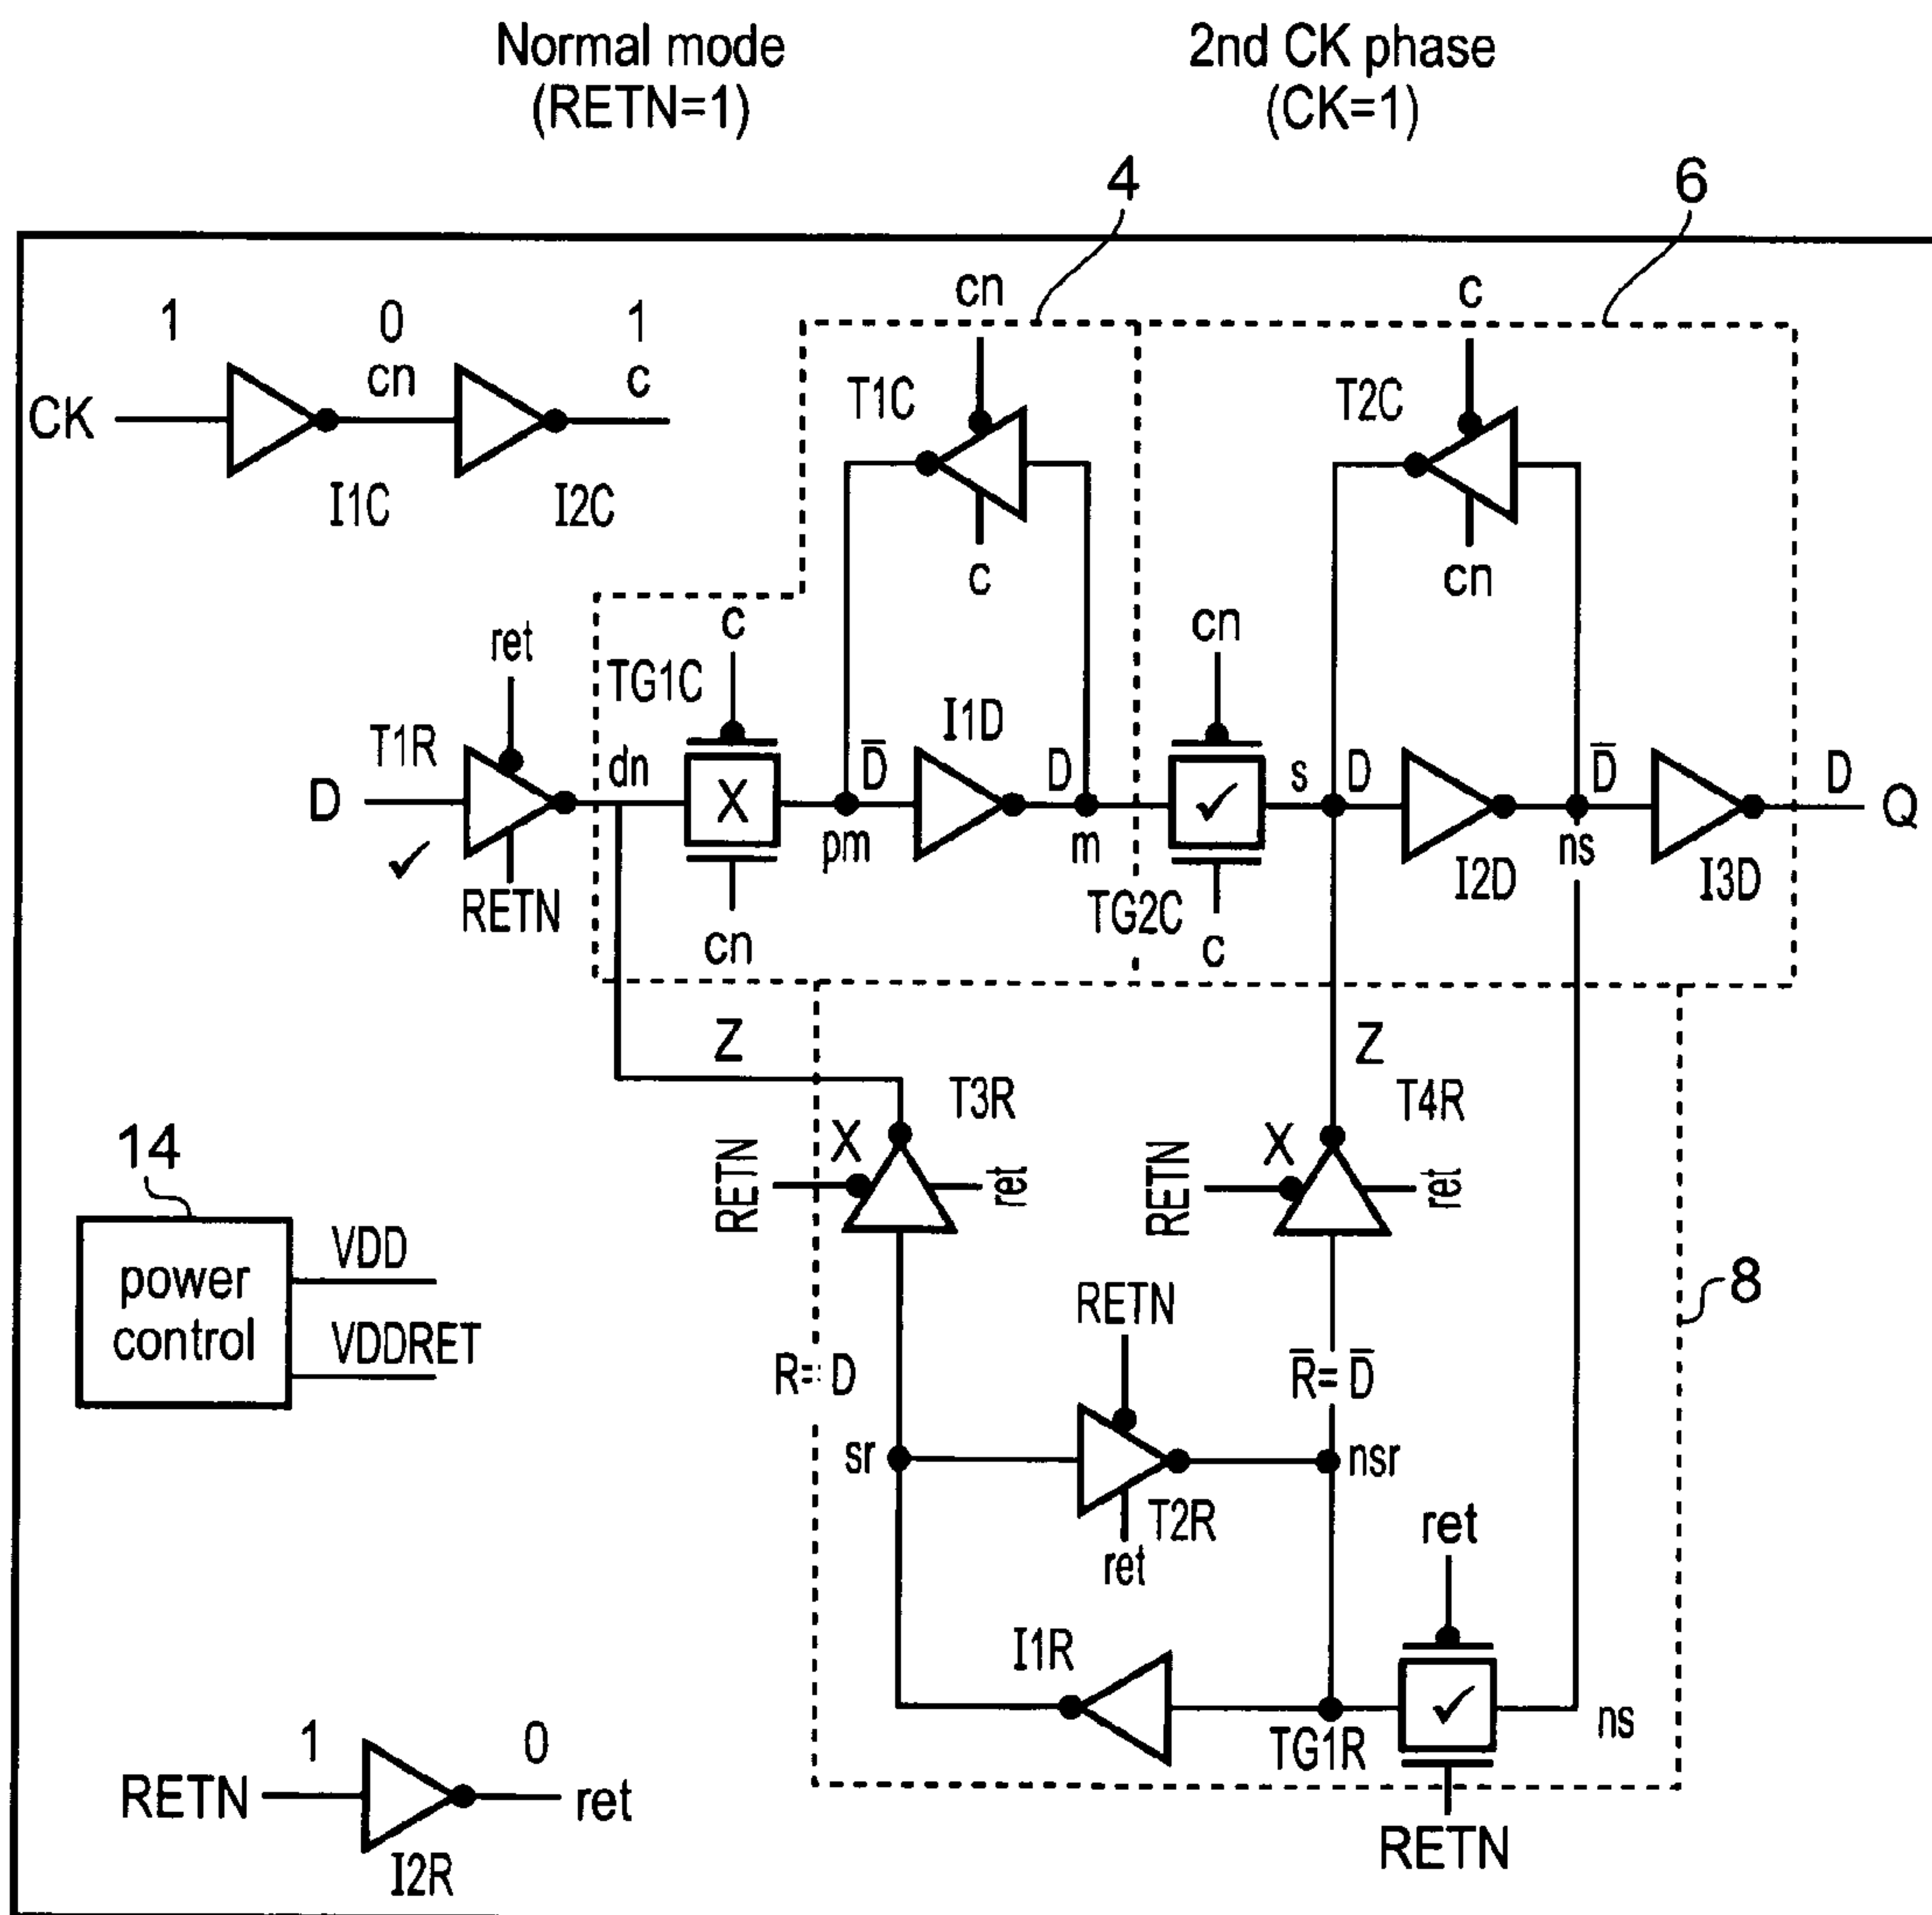 Normal mode
(RETN=1)
2nd CK phase
(CK=1)
4
6
1
0
1
CK
cn
c
I1C
I2C
cn
T1C
c
c
T2C
cn
ret
T1R
D
✓
RETN
dn
c
TG1C
X
cn
D̅
pm
I1D
D
m
cn
✓
TG2C
c
s
D
I2D
D̅
ns
I3D
D
Q
Z
T3R
RETN
X
ret
Z
T4R
RETN
X
ret
14
power
control
VDD
VDDRET
8
R= D
R̅= D̅
RETN
sr
T2R
ret
nsr
I1R
TG1R
ret
✓
ns
RETN
1
0
RETN
ret
I2R